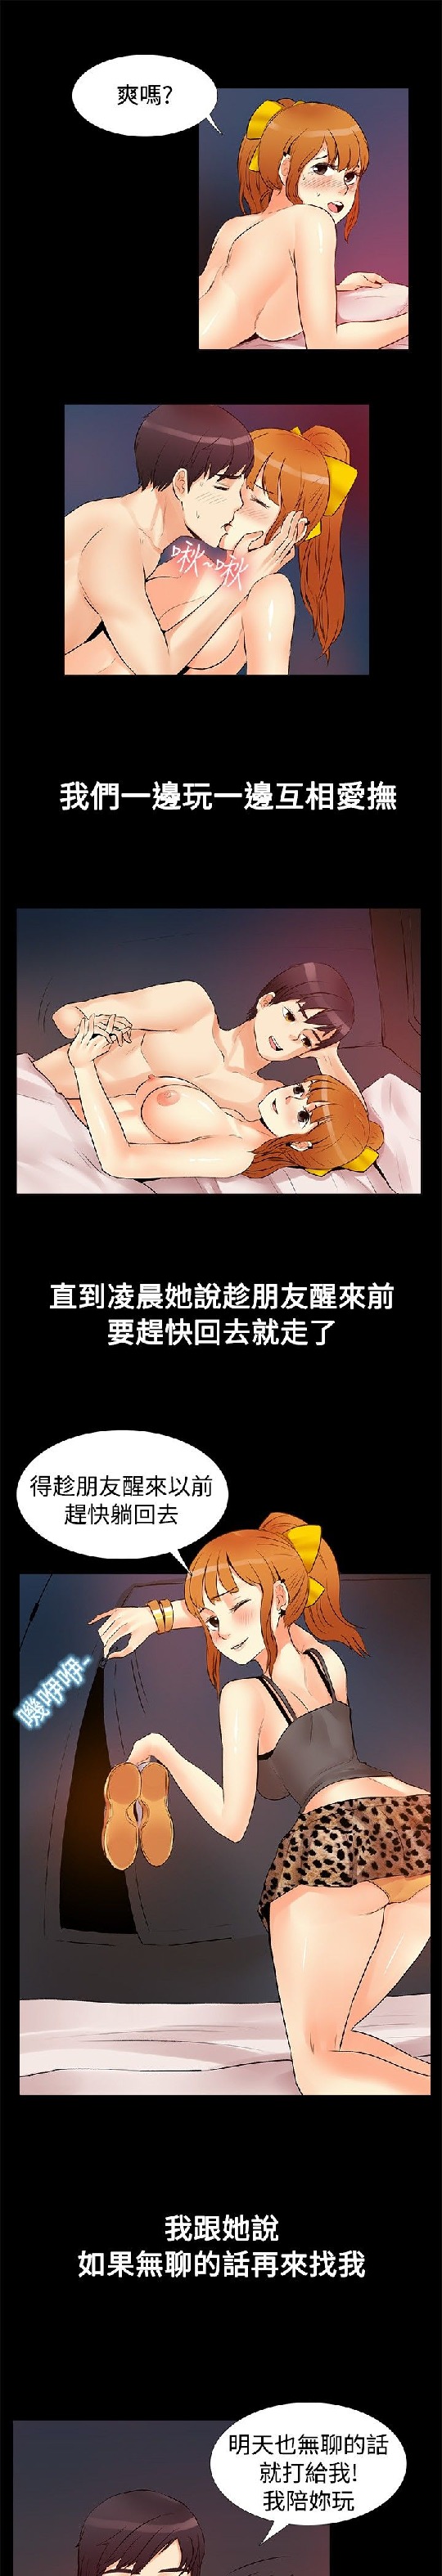 爽嗎?
啾~啾
我們一邊玩一邊互相愛撫
直到凌晨她說趁朋友醒來前
要趕快回去就走了
得趁朋友醒來以前
趕快躺回去
嘰咿咿-
我跟她說
如果無聊的話再來找我
明天也無聊的話
就打給我!
我陪妳玩